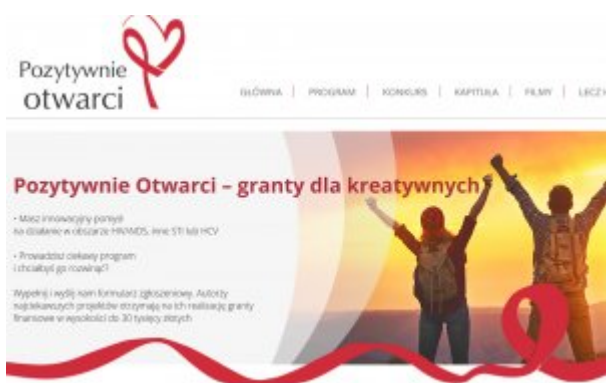 Pozytywnie
otwarci
GŁÓWNA | PROGRAM | KONKURS | KAPITUŁA | FILMY | LECZ
Pozytywnie Otwarci – granty dla kreatywnych
• Masz innowacyjny pomysł
na działanie w obszarze HIV/AIDS, inne STI lub HCV
• Prowadzisz ciekawy program
i chciałbyś go rozwinąć?
Wypełnij i wyślij nam formularz zgłoszeniowy. Autorzy
najciekawszych projektów otrzymają na ich realizację granty
finansowe w wysokości do 30 tysięcy złotych